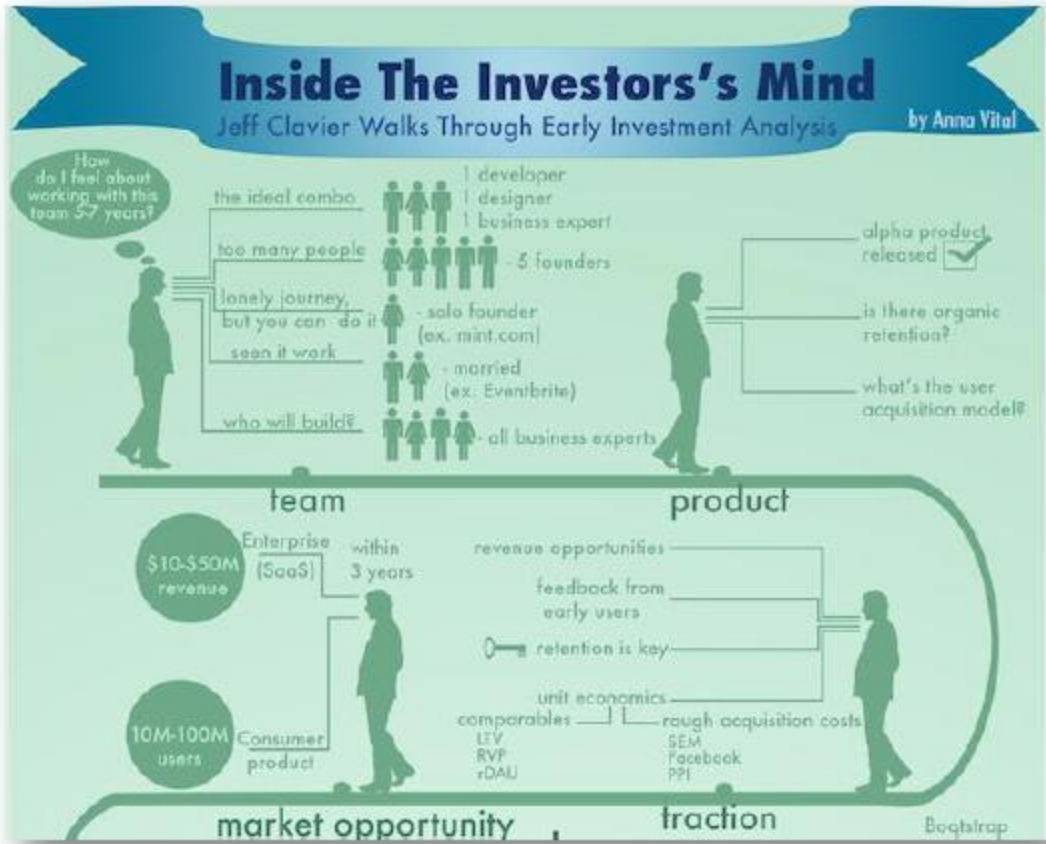 Inside The Investors's Mind
Jeff Clavier Walks Through Early Investment Analysis
by Anna Vital
How
do I feel about
working with this
team 5-7 years?
the ideal combo
1 developer
1 designer
1 business expert
too many people
- 5 founders
lonely journey,
but you can do it
- solo founder
(ex. mint.com)
seen it work
- married
(ex. Eventbrite)
who will build?
- all business experts
team
alpha product
released
is there organic
retention?
what's the user
acquisition model?
product
$10-$50M
revenue
Enterprise
(SaaS)
within
3 years
10M-100M
users
Consumer
product
market opportunity
revenue opportunities
feedback from
early users
retention is key
unit economics
comparables
LTV
RVP
rDAU
rough acquisition costs
SEM
Facebook
PPI
traction